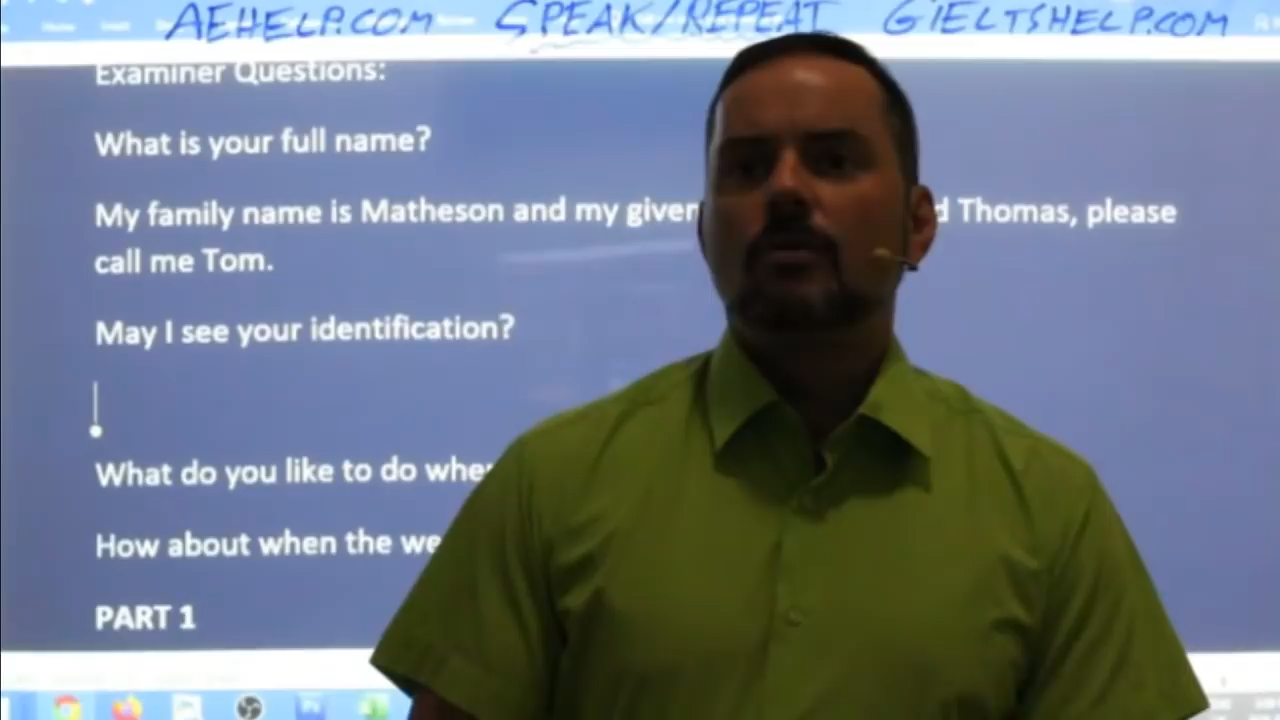 AEHELP.COM SPEAK/REPEAT GIELTSHELP.COM
Examiner Questions:
What is your full name?
My family name is Matheson and my given Thomas, please
call me Tom.
May I see your identification?
What do you like to do
How about when the
PART 1